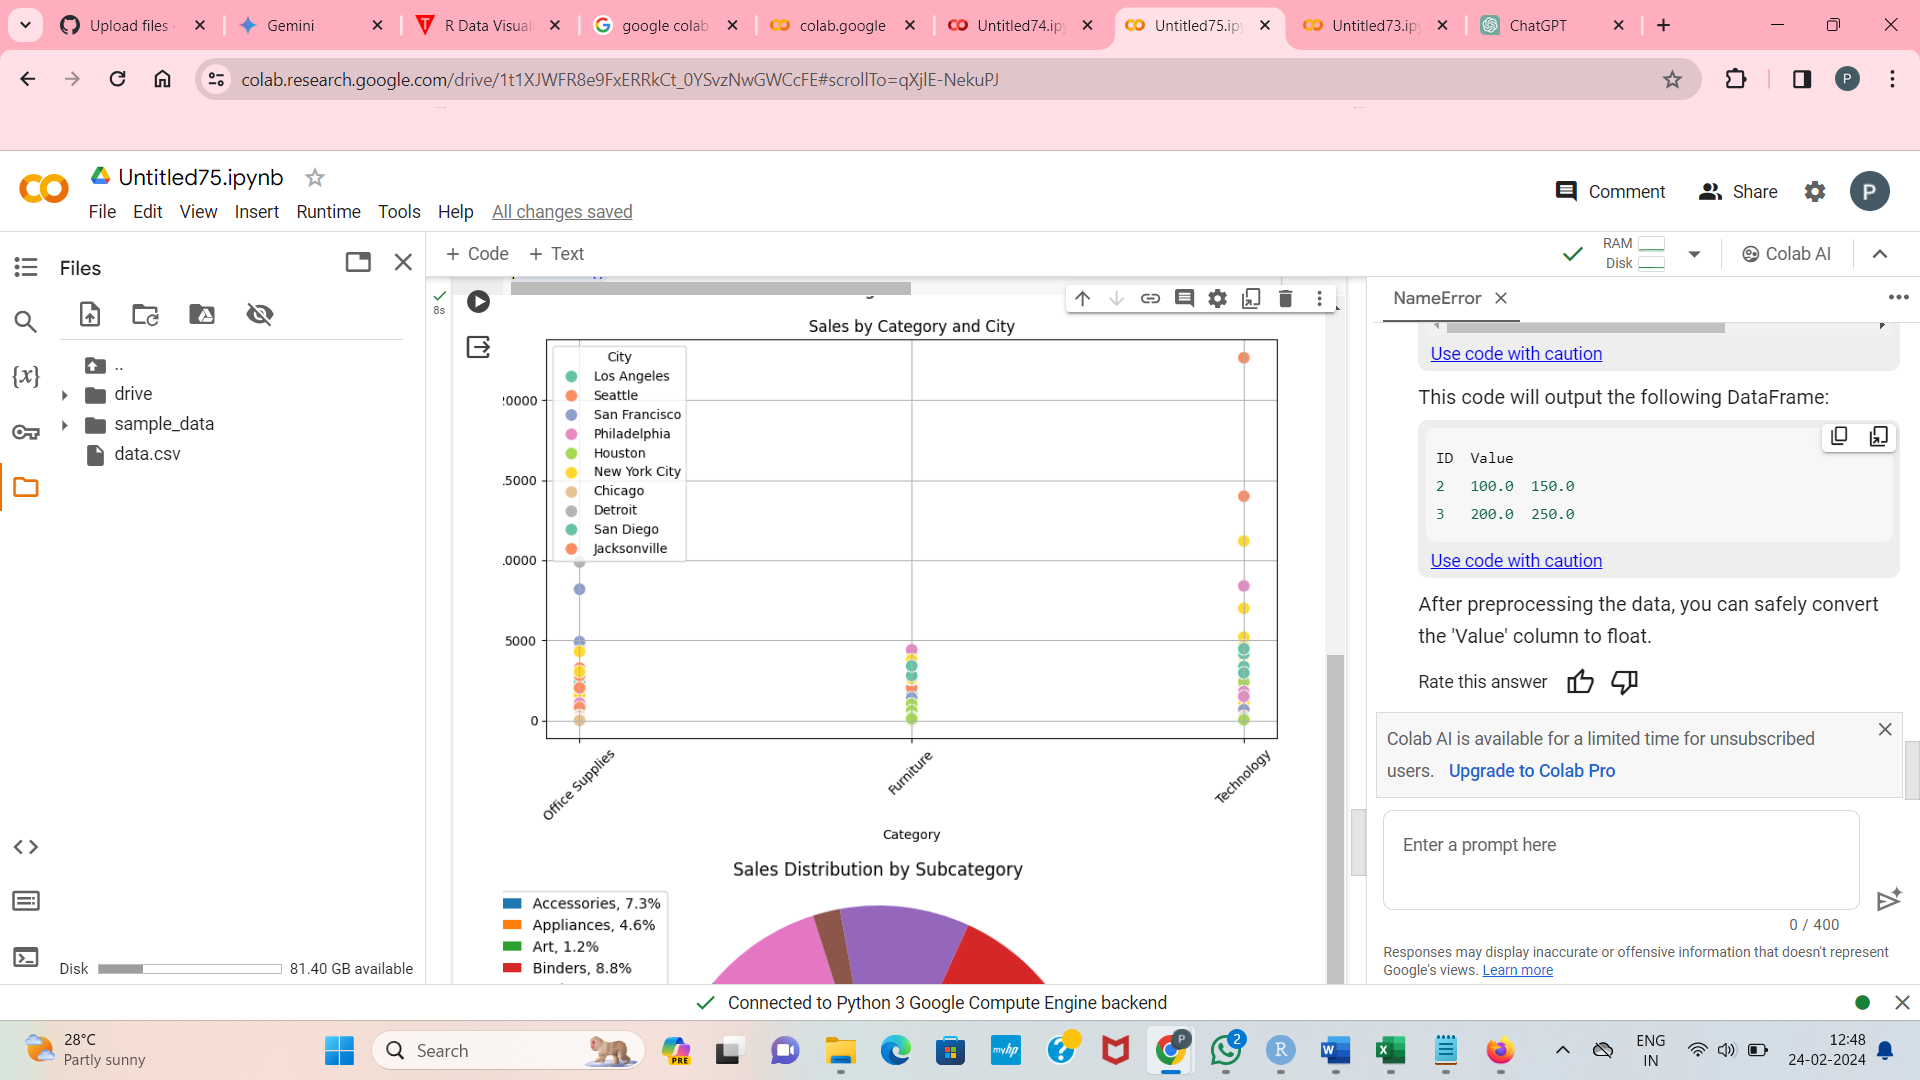 Upload files
Gemini
R Data Visual
google colab
colab.google
Untitled74.ip
Untitled75.ip
Untitled73.ip
ChatGPT
colab.research.google.com/drive/1t1XJWFR8e9FxERRkCt_0YSvzNwGWCcFE#scrollTo=qXjlE-NekuPJ
P
Untitled75.ipynb
File Edit View Insert Runtime Tools Help All changes saved
Comment
Share
P
Files
+ Code + Text
RAM
Disk
Colab AI
..
drive
sample_data
data.csv
Disk
81.40 GB available
8s
Sales by Category and City
City
Los Angeles
Seattle
San Francisco
Philadelphia
Houston
New York City
Chicago
Detroit
San Diego
Jacksonville
0000
5000
0000
5000
0
Office Supplies
Furniture
Technology
Category
Sales Distribution by Subcategory
Accessories, 7.3%
Appliances, 4.6%
Art, 1.2%
Binders, 8.8%
NameError
Use code with caution
This code will output the following DataFrame:
ID Value
2 100.0 150.0
3 200.0 250.0
Use code with caution
After preprocessing the data, you can safely convert
the 'Value' column to float.
Rate this answer
Colab AI is available for a limited time for unsubscribed
users. Upgrade to Colab Pro
Enter a prompt here
0 / 400
Responses may display inaccurate or offensive information that doesn't represent
Google's views. Learn more
Connected to Python 3 Google Compute Engine backend
28°C
Partly sunny
Search
PRE
myhp
P
2
R
W
X
ENG
IN
12:48
24-02-2024